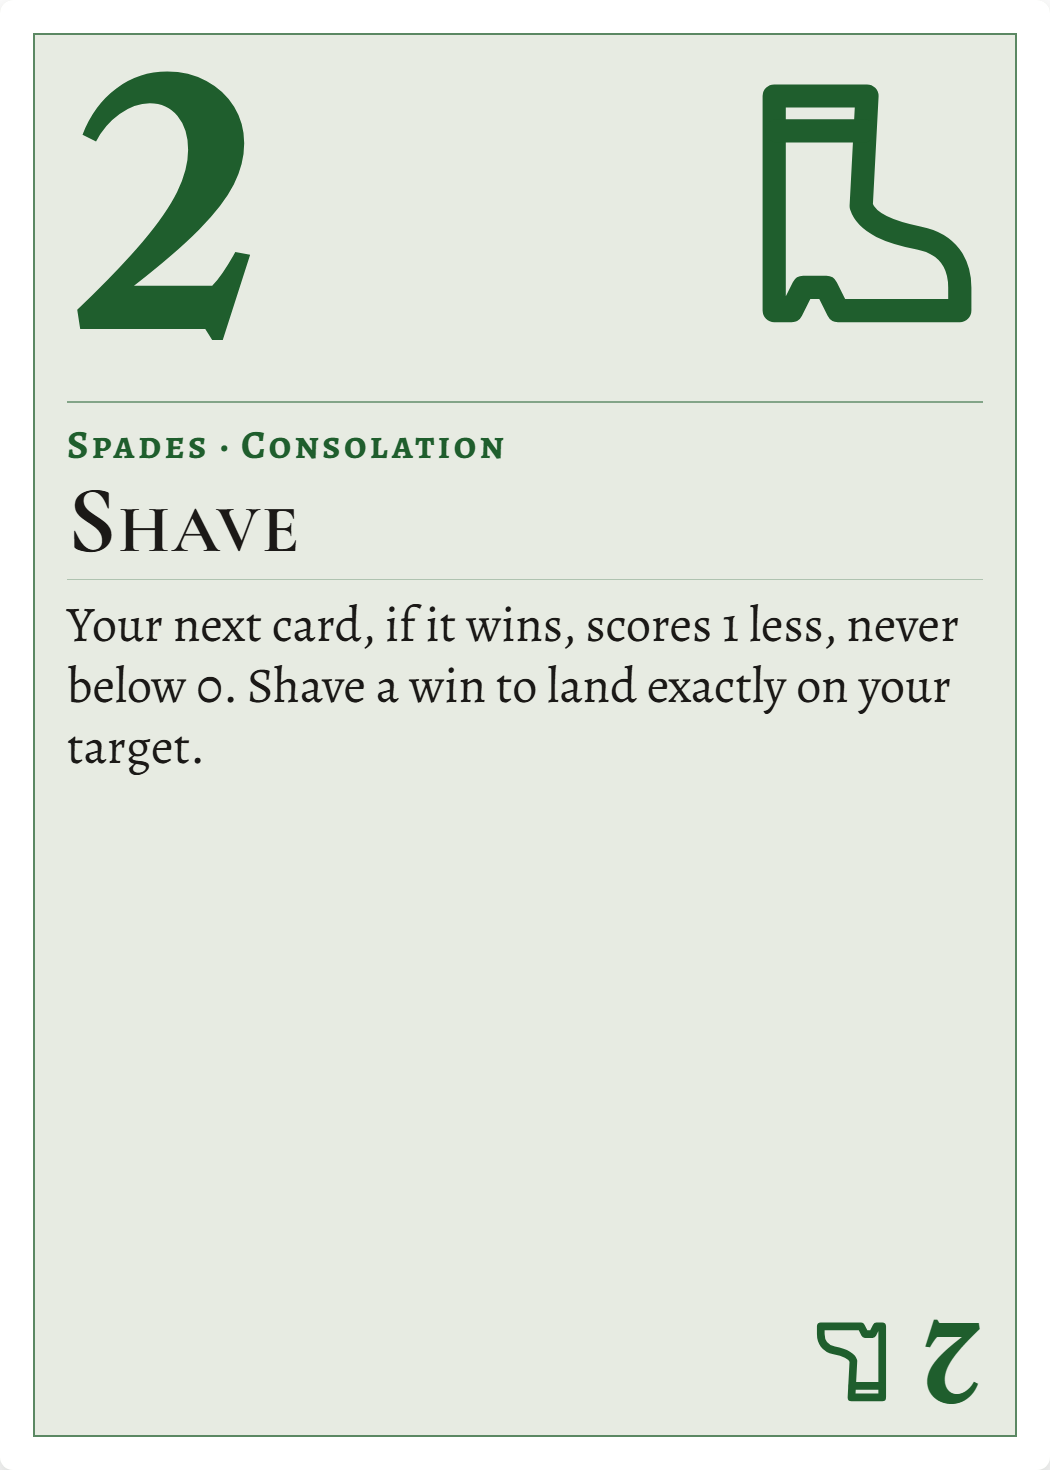 2
Spades · Consolation
Shave
Your next card, if it wins, scores 1 less, never
below 0. Shave a win to land exactly on your
target.
2